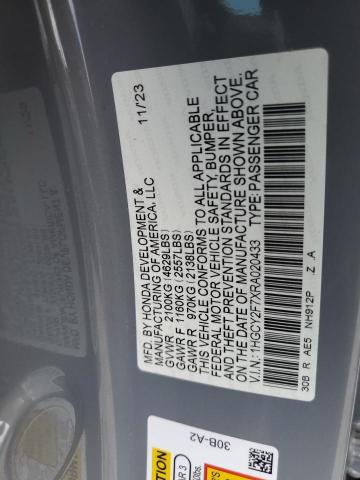 MFD. BY HONDA DEVELOPMENT &
MANUFACTURING OF AMERICA, LLC
11/23
GVWR 2100KG (4629LBS)
GAWR F 1160KG (2557LBS)
GAWR R 970KG (2138LBS)
THIS VEHICLE CONFORMS TO ALL APPLICABLE
FEDERAL MOTOR VEHICLE SAFETY, BUMPER,
AND THEFT PREVENTION STANDARDS IN EFFECT
ON THE DATE OF MANUFACTURE SHOWN ABOVE.
V.I.N.: 1HGCY2F7XRA020433 TYPE:PASSENGER CAR
30B R AE5 NH912P Z A
30B-A2